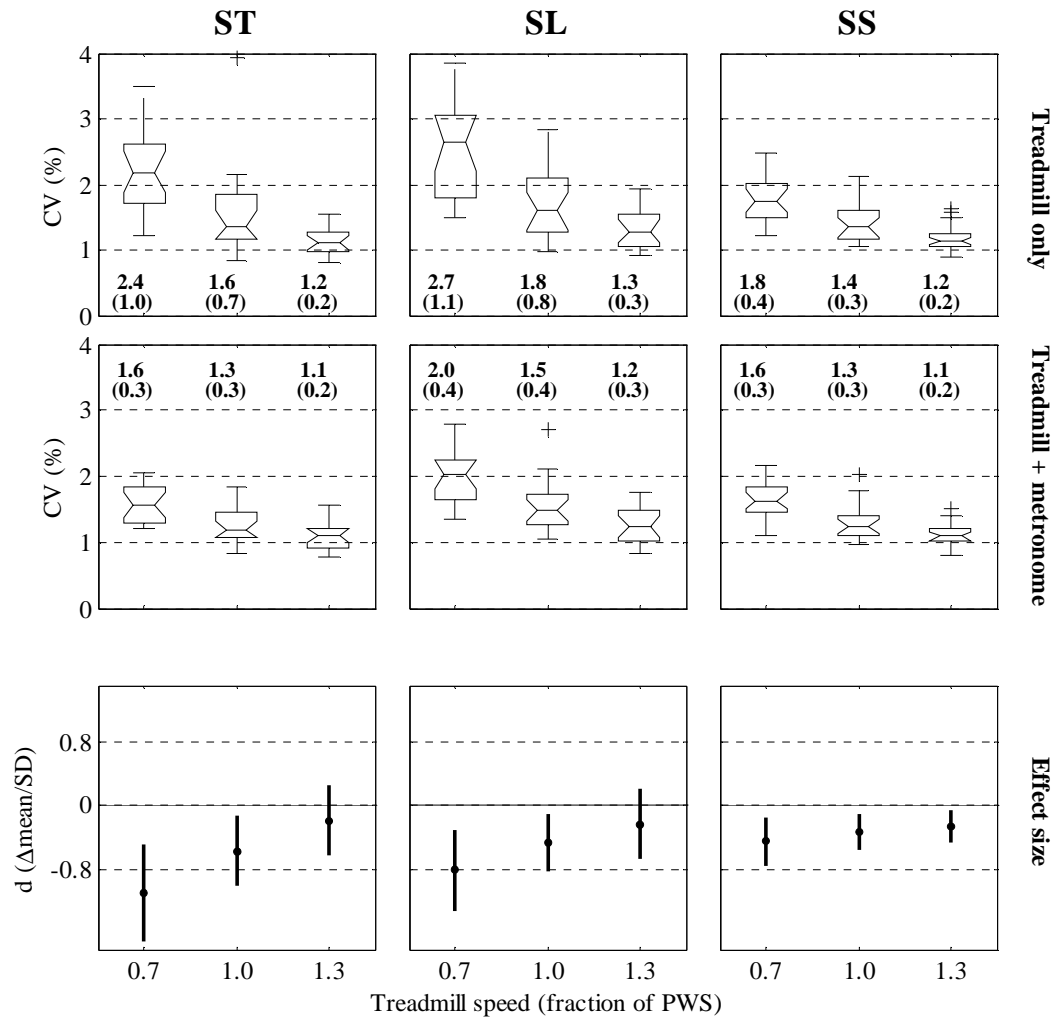 ST SL SS
4
3
2
1
0
CV (%)
2.4 1.6 1.2 2.7 1.8 1.3 1.8 1.4 1.2
(1.0) (0.7) (0.2) (1.1) (0.8) (0.3) (0.4) (0.3) (0.2)
Treadmill only
4
3
2
1
0
CV (%)
1.6 1.3 1.1 2.0 1.5 1.2 1.6 1.3 1.1
(0.3) (0.3) (0.2) (0.4) (0.4) (0.3) (0.3) (0.3) (0.2)
Treadmill + metronome
0.8
0
-0.8
d (Δmean/SD)
Effect size
0.7 1.0 1.3 0.7 1.0 1.3 0.7 1.0 1.3
Treadmill speed (fraction of PWS)